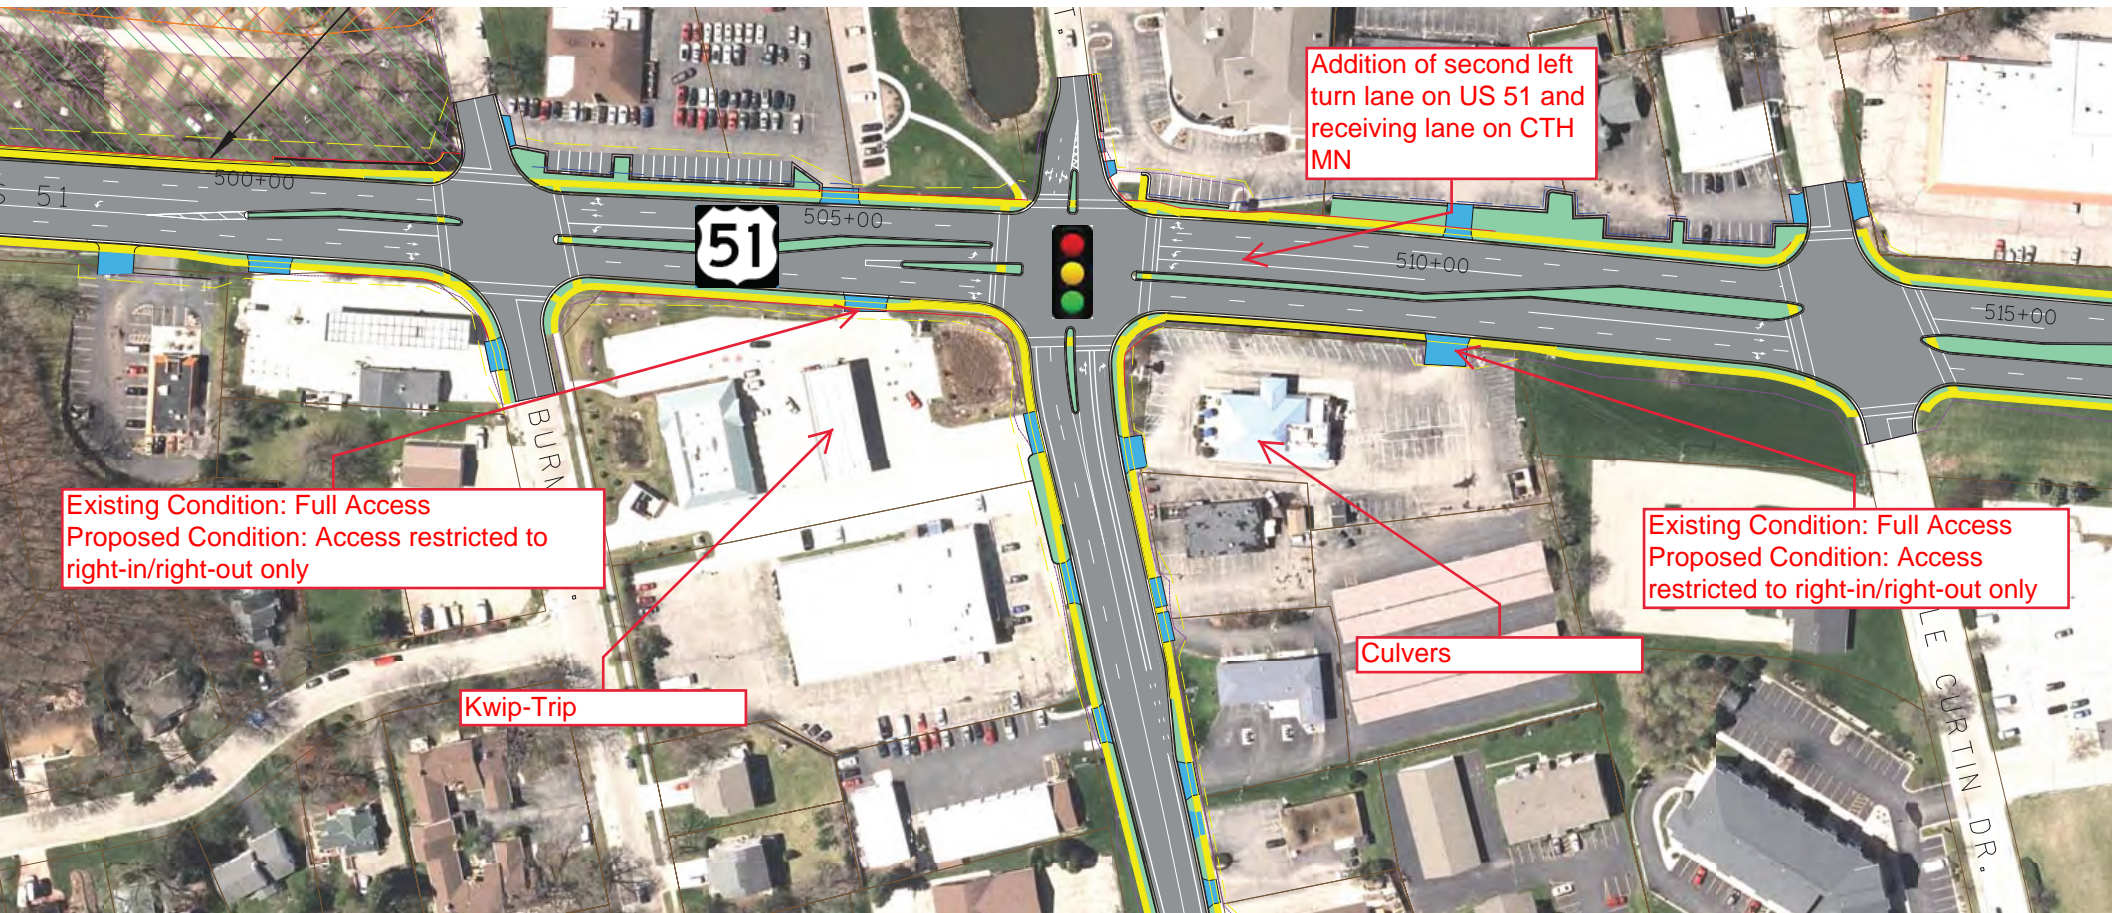 T.
Addition of second left
turn lane on US 51 and
receiving lane on CTH
MN
500+00
S 51
505+00
51
510+00
515+00
BURM
Existing Condition: Full Access
Proposed Condition: Access restricted to
right-in/right-out only
Existing Condition: Full Access
Proposed Condition: Access
restricted to right-in/right-out only
Culvers
Kwip-Trip
LE CURTIN DR.